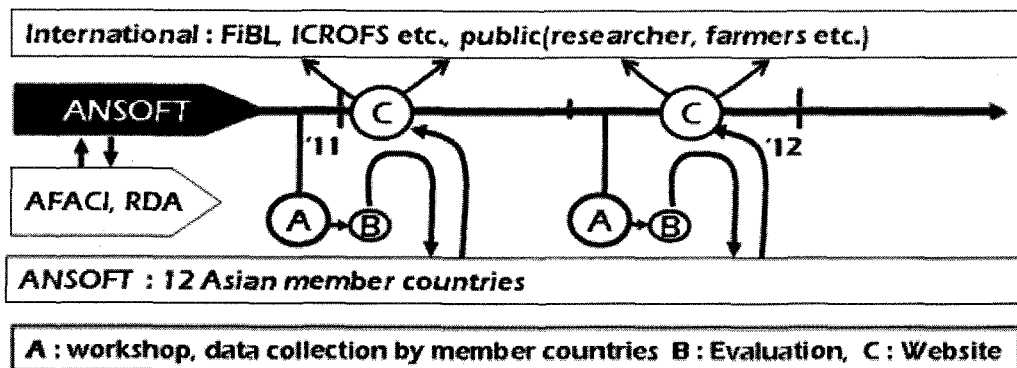 International : FiBL, ICROFS etc., public(researcher, farmers etc.)
ANSOFT
C
C
'11
'12
AFACI, RDA
A
B
A
B
ANSOFT : 12 Asian member countries
A : workshop, data collection by member countries B : Evaluation, C : Website